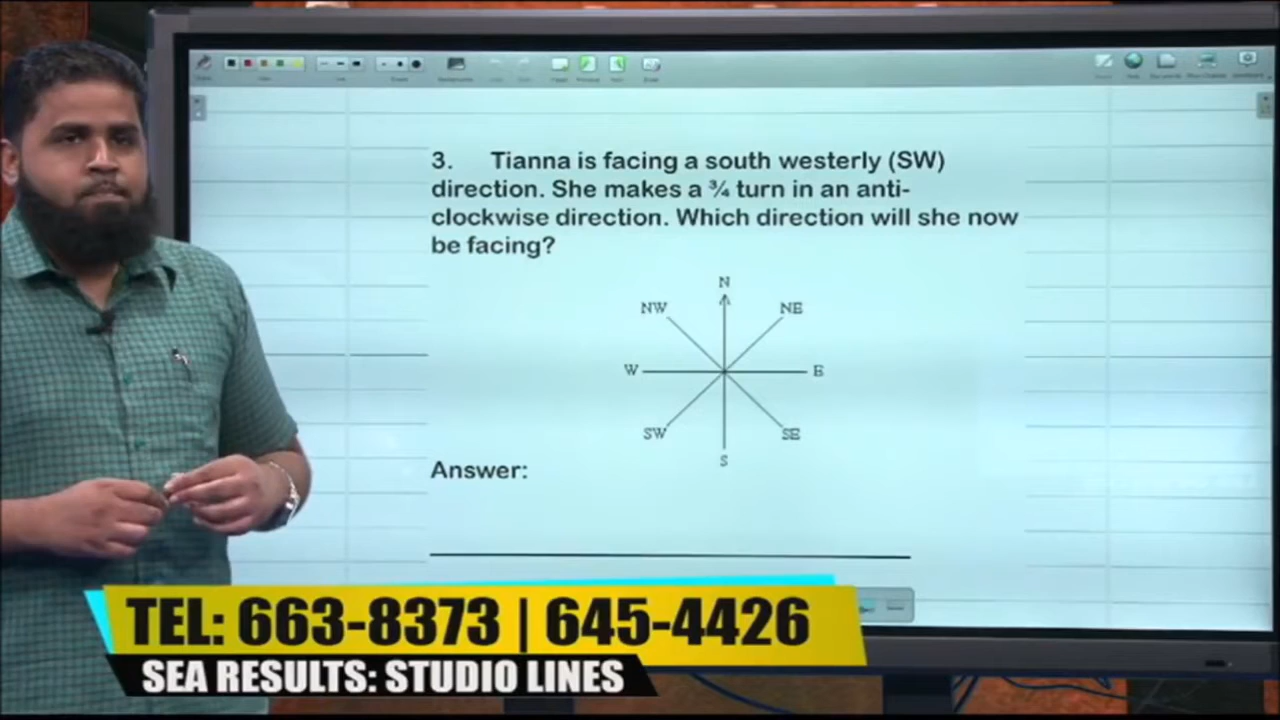 3. Tianna is facing a south westerly (SW)
direction. She makes a ¾ turn in an anti-
clockwise direction. Which direction will she now
be facing?
N
NW NE
W E
SW SE
S
Answer:
TEL: 663-8373 | 645-4426
SEA RESULTS: STUDIO LINES